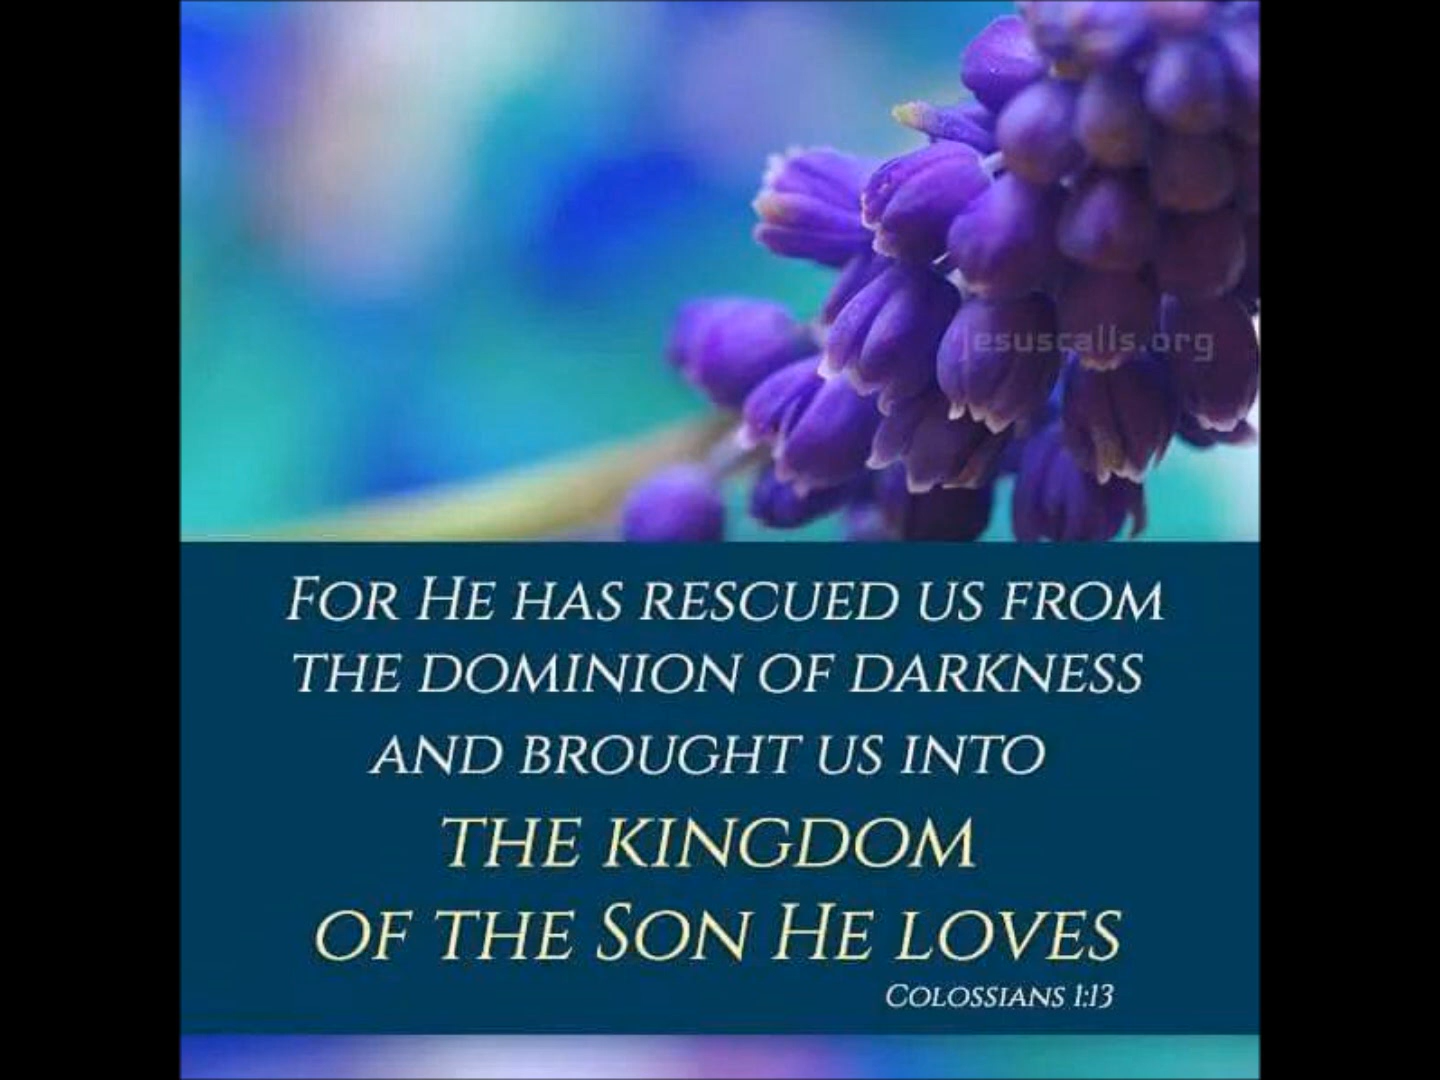 jesuscalls.org
For He has rescued us from
the dominion of darkness
and brought us into
the kingdom
of the Son He loves
Colossians 1:13